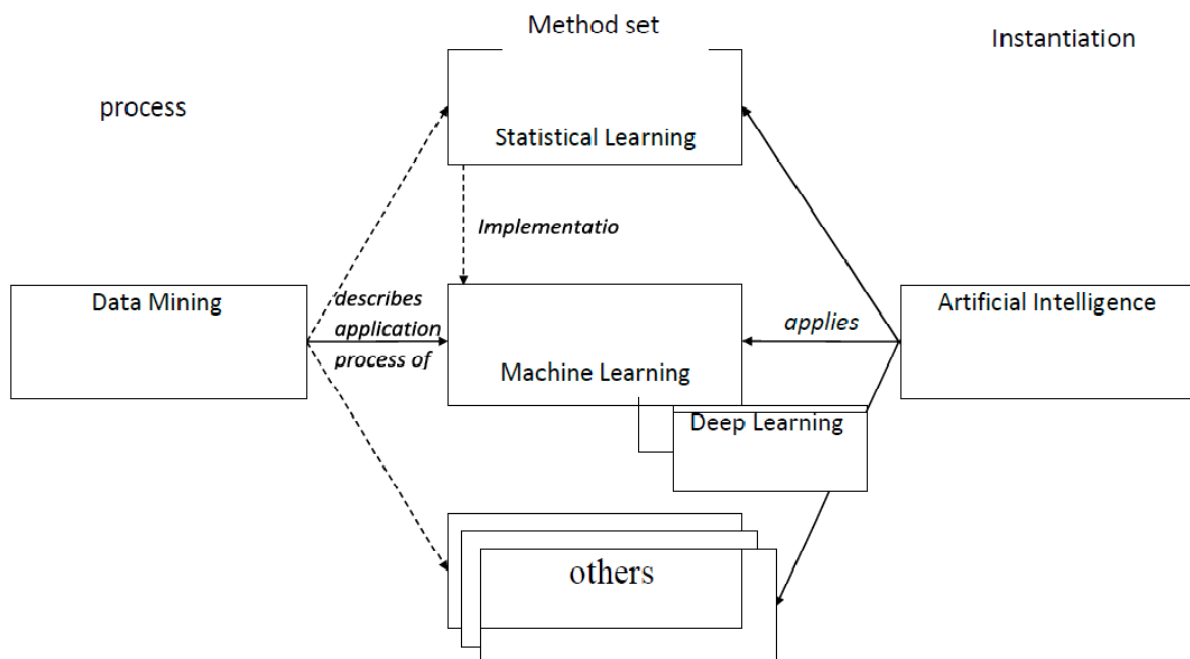 Method set
Instantiation
process
Statistical Learning
Implementatio
Data Mining
describes
application
process of
Machine Learning
applies
Artificial Intelligence
Deep Learning
others